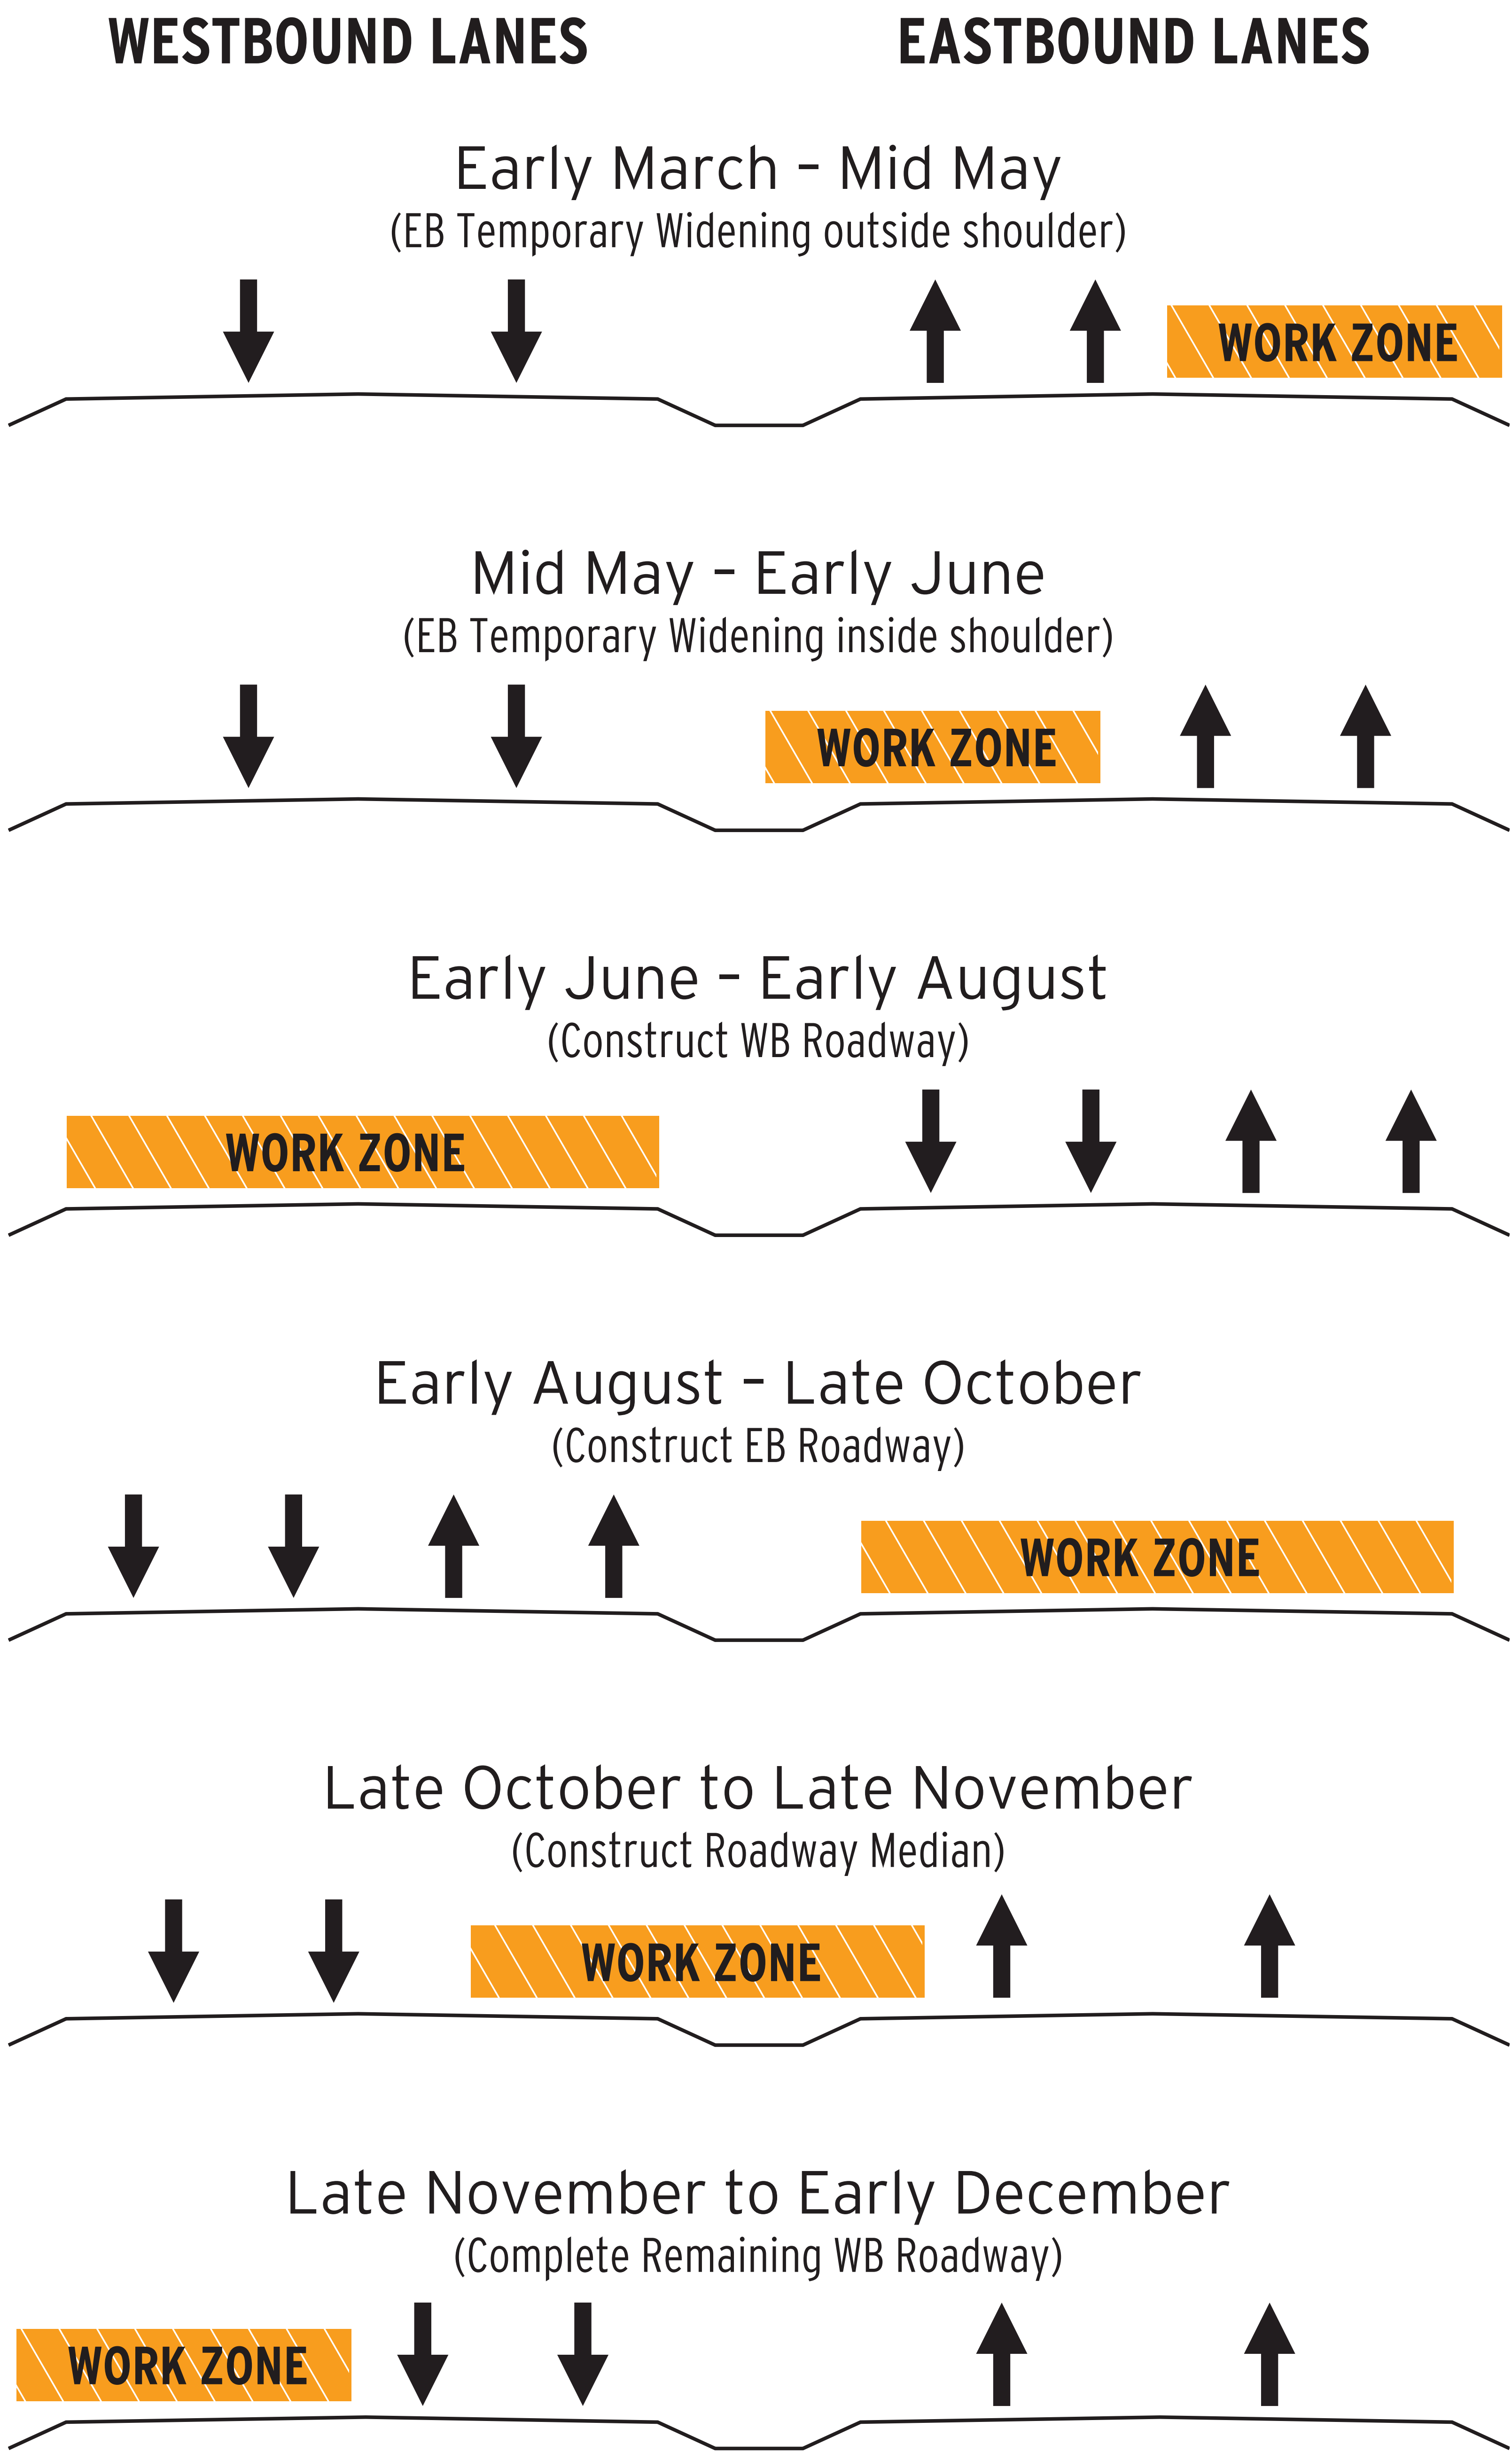 WESTBOUND LANES EASTBOUND LANES
Early March – Mid May
(EB Temporary Widening outside shoulder)
WORK ZONE
Mid May – Early June
(EB Temporary Widening inside shoulder)
WORK ZONE
Early June – Early August
(Construct WB Roadway)
WORK ZONE
Early August – Late October
(Construct EB Roadway)
WORK ZONE
Late October to Late November
(Construct Roadway Median)
WORK ZONE
Late November to Early December
(Complete Remaining WB Roadway)
WORK ZONE